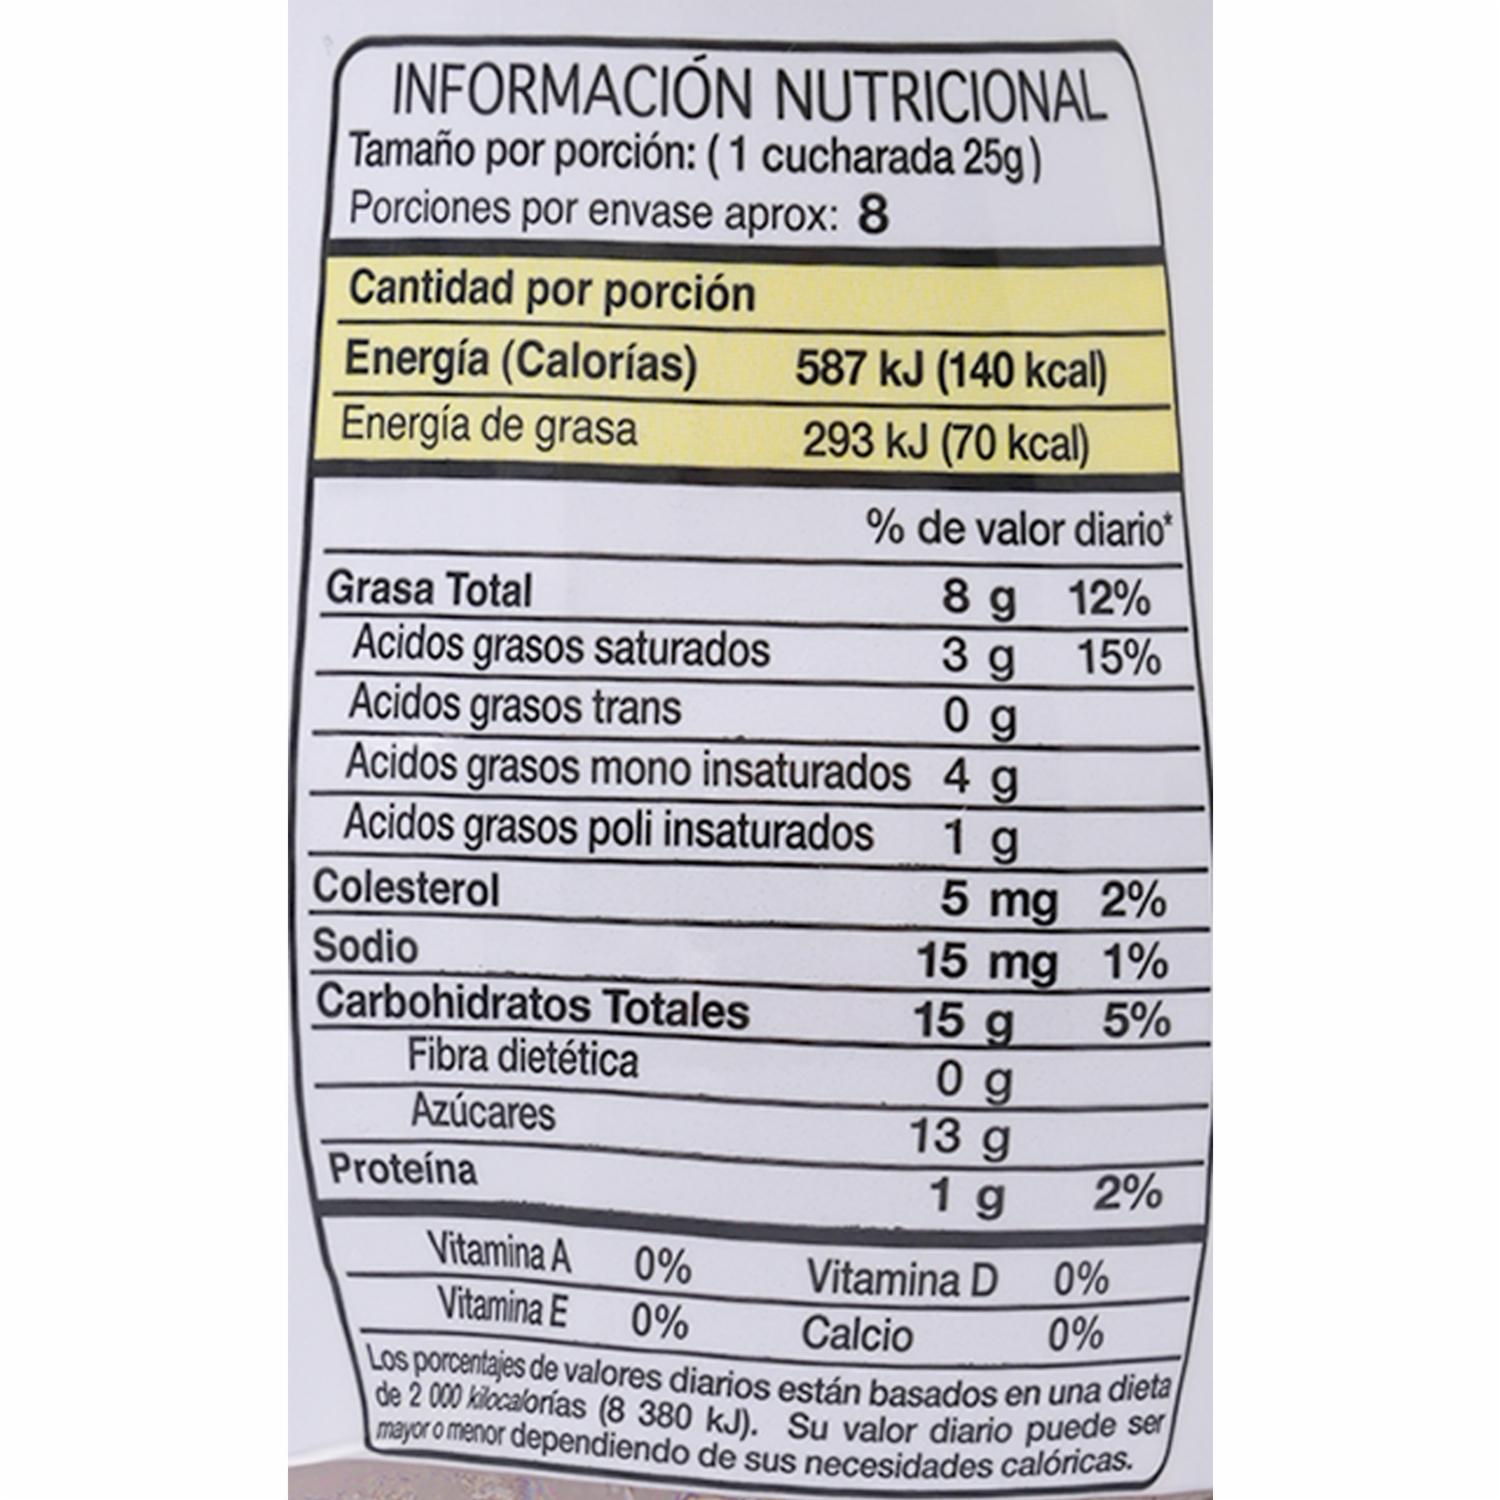 INFORMACIÓN NUTRICIONAL
Tamaño por porción: ( 1 cucharada 25g )
Porciones por envase aprox: 8
Cantidad por porción
Energía (Calorías) 587 kJ (140 kcal)
Energía de grasa 293 kJ (70 kcal)
% de valor diario*
Grasa Total 8 g 12%
Acidos grasos saturados 3 g 15%
Acidos grasos trans 0 g
Acidos grasos mono insaturados 4 g
Acidos grasos poli insaturados 1 g
Colesterol 5 mg 2%
Sodio 15 mg 1%
Carbohidratos Totales 15 g 5%
Fibra dietética 0 g
Azúcares 13 g
Proteína 1 g 2%
Vitamina A 0% Vitamina D 0%
Vitamina E 0% Calcio 0%
Los porcentajes de valores diarios están basados en una dieta
de 2 000 kilocalorías (8 380 kJ). Su valor diario puede ser
mayor o menor dependiendo de sus necesidades calóricas.